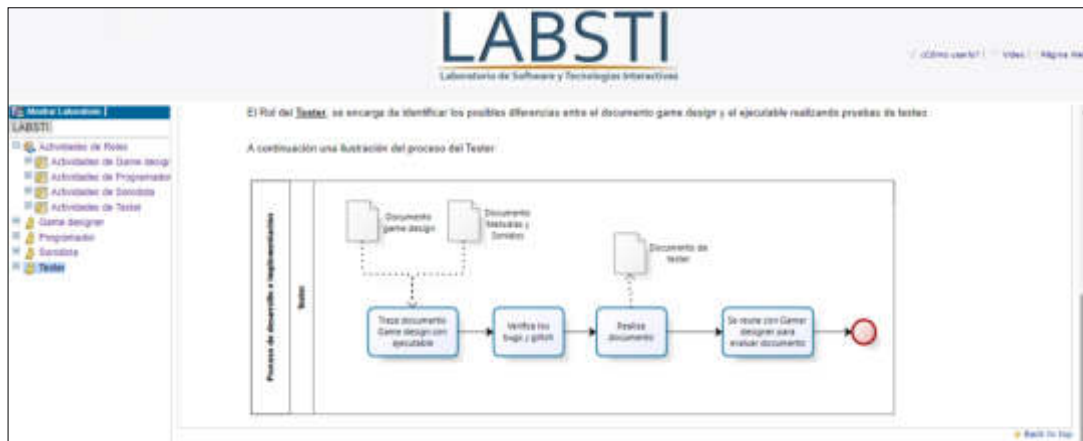 LABSTI
Laboratorio de Software y Tecnologías Interactivas
¿Cómo usarlo? | Video | Página
Mostrar Laboratorio |
LABSTI
Actividades de Roles
Actividades de Game design
Actividades de Programador
Actividades de Sonidista
Actividades de Tester
Game designer
Programador
Sonidista
Tester
El Rol del Tester, se encarga de identificar los posibles diferencias entre el documento game design y el ejecutable realizando pruebas de testeo
A continuación una ilustración del proceso del Tester
Proceso de desarrollo e implementación
Tester
Documento
game design
Documento
Melodías y
Sonidos
Documento de
tester
Traza documento
Game design con
ejecutable
Verifica los
bugs y glitch
Realiza
documento
Se reune con Gamer
designer para
evaluar documento
Back to top